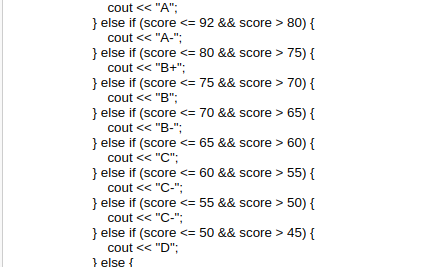 cout << "A";
} else if (score <= 92 && score > 80) {
cout << "A-";
} else if (score <= 80 && score > 75) {
cout << "B+";
} else if (score <= 75 && score > 70) {
cout << "B";
} else if (score <= 70 && score > 65) {
cout << "B-";
} else if (score <= 65 && score > 60) {
cout << "C";
} else if (score <= 60 && score > 55) {
cout << "C-";
} else if (score <= 55 && score > 50) {
cout << "C-";
} else if (score <= 50 && score > 45) {
cout << "D";
} else {